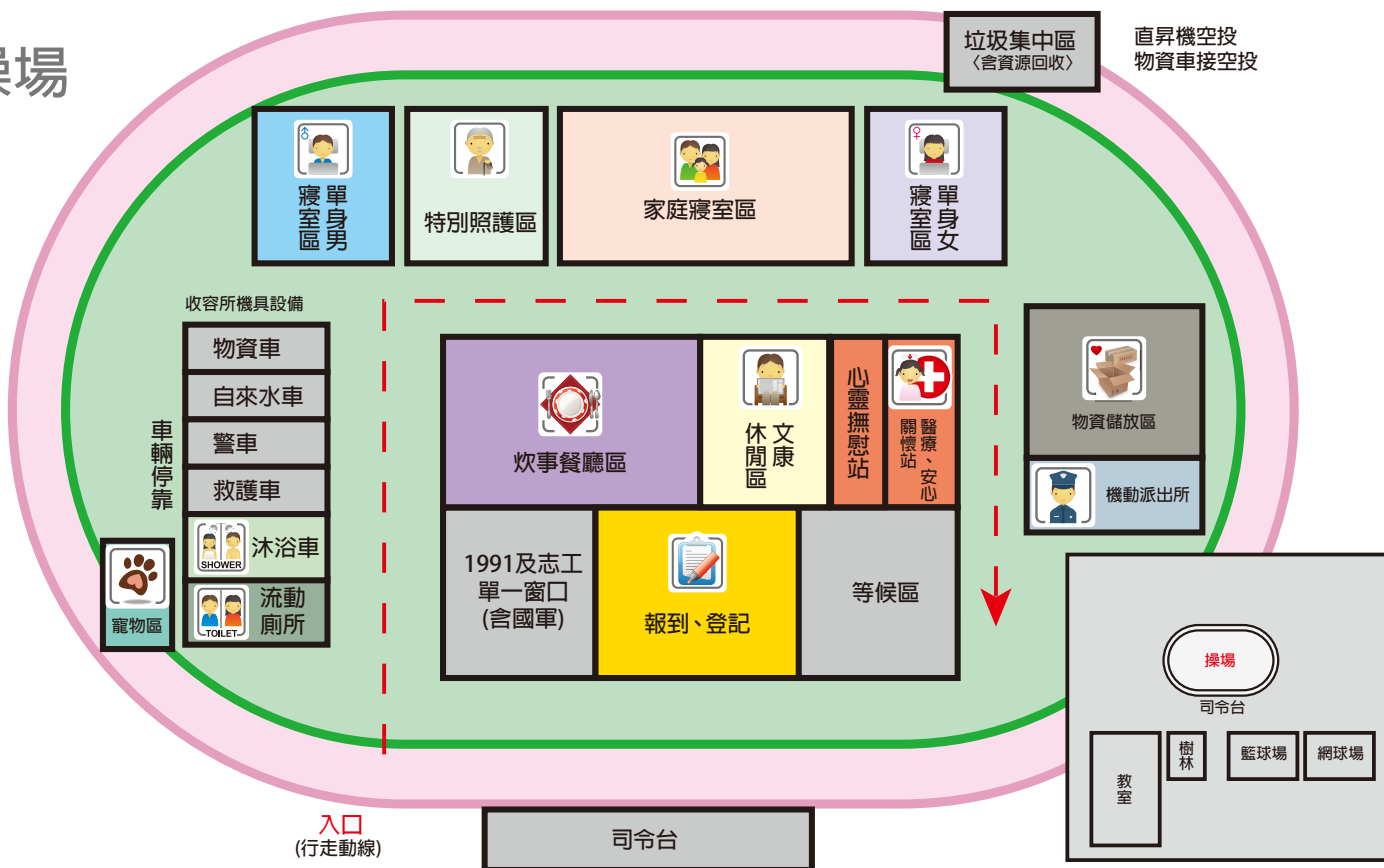 操場
垃圾集中區
〈含資源回收〉
直昇機空投
物資車接空投
♂
單身男
寢室區
特別照護區
家庭寢室區
♀
單身女
寢室區
收容所機具設備
物資車
自來水車
警車
救護車
SHOWER
沐浴車
TOILET
流動
廁所
車輛停靠
寵物區
炊事餐廳區
文康
休閒區
心靈撫慰站
醫療、安心
關懷站
1991及志工
單一窗口
(含國軍)
報到、登記
等候區
物資儲放區
機動派出所
操場
司令台
教室
樹林
籃球場
網球場
入口
(行走動線)
司令台